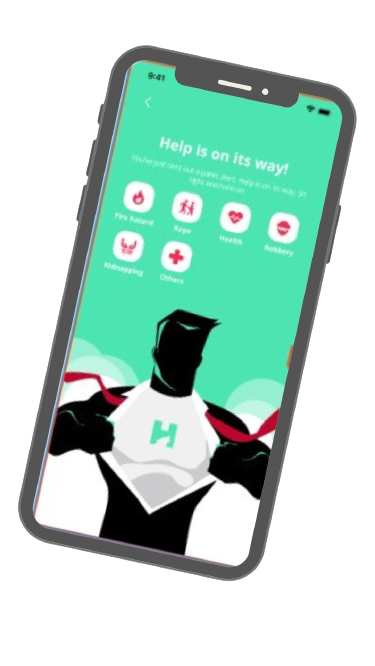 9:41
Help is on its way!
You've just sent out a panic alert. Help is on its way. Sit
tight and hold on.
Fire hazard
Rape
Health
Robbery
Kidnapping
Others
H